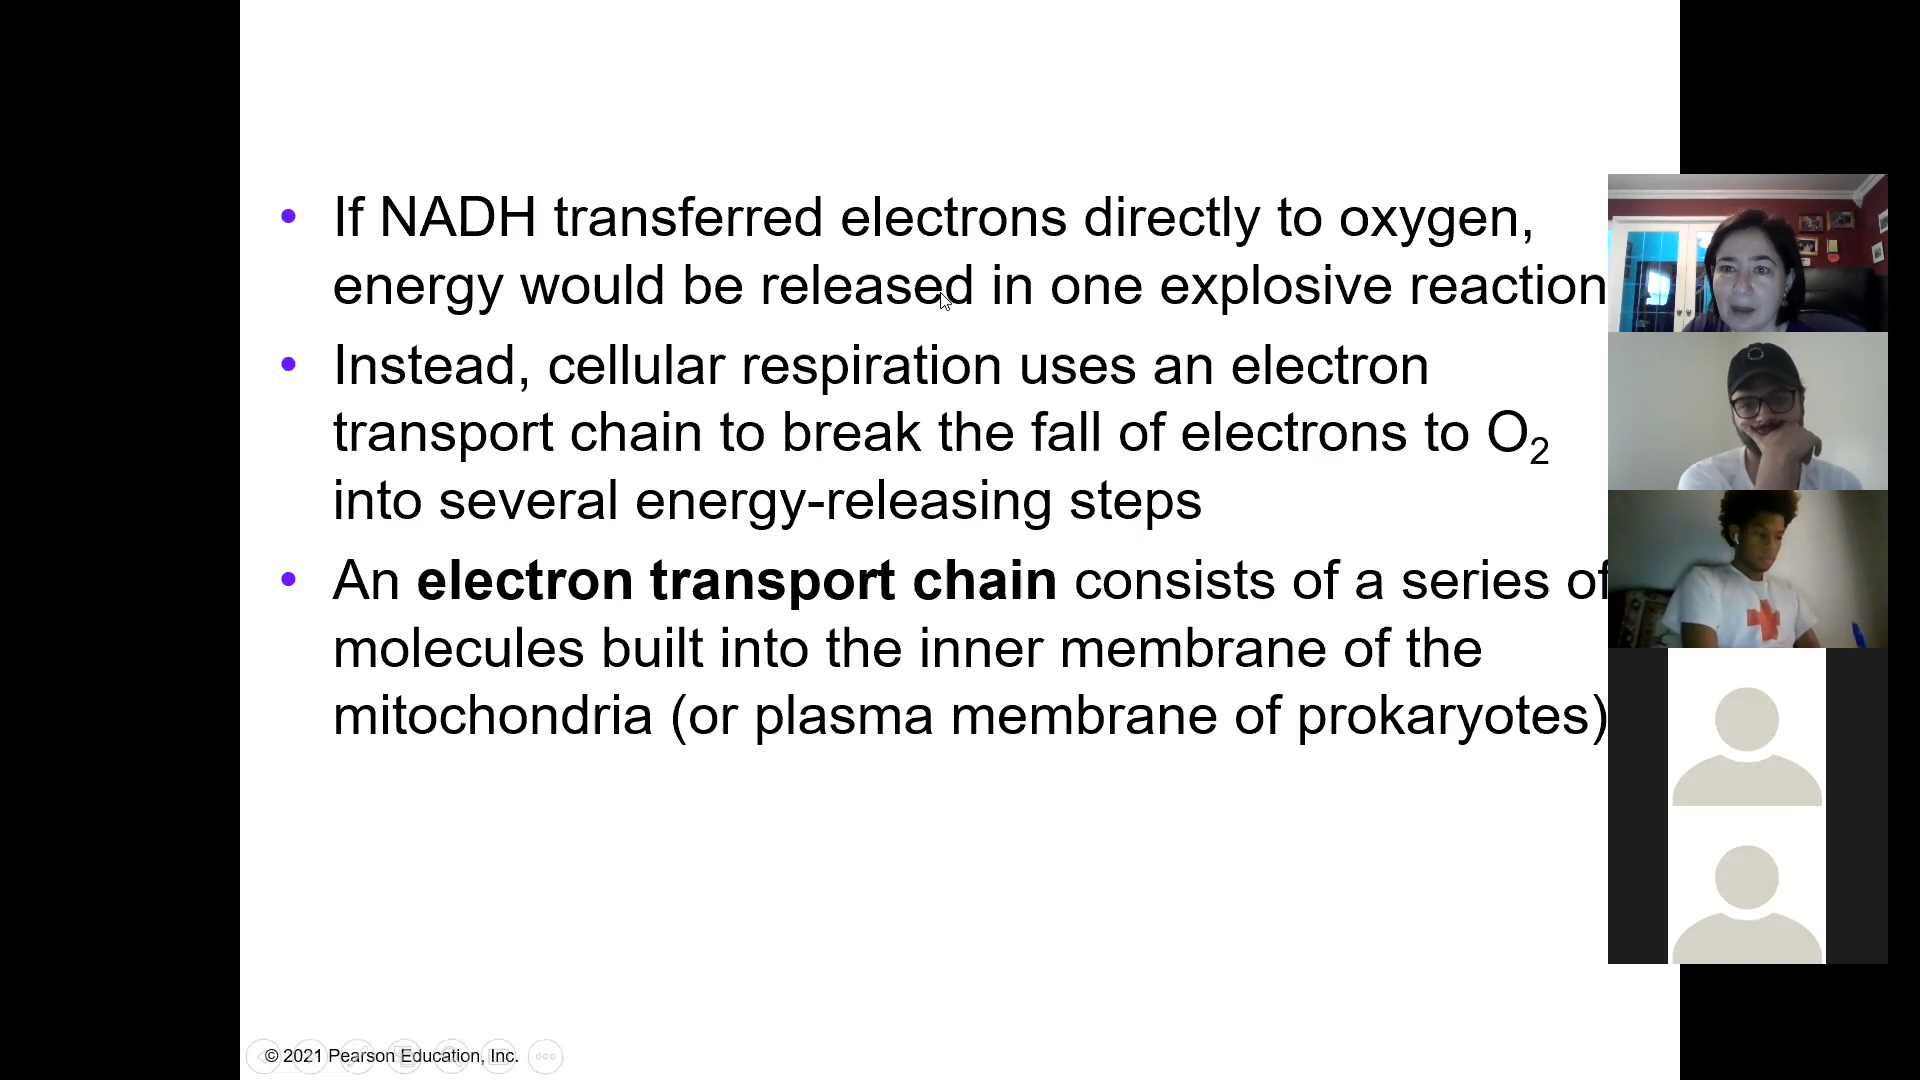 • If NADH transferred electrons directly to oxygen,
energy would be released in one explosive reaction
• Instead, cellular respiration uses an electron
transport chain to break the fall of electrons to O₂
into several energy-releasing steps
• An electron transport chain consists of a series of
molecules built into the inner membrane of the
mitochondria (or plasma membrane of prokaryotes)
© 2021 Pearson Education, Inc.